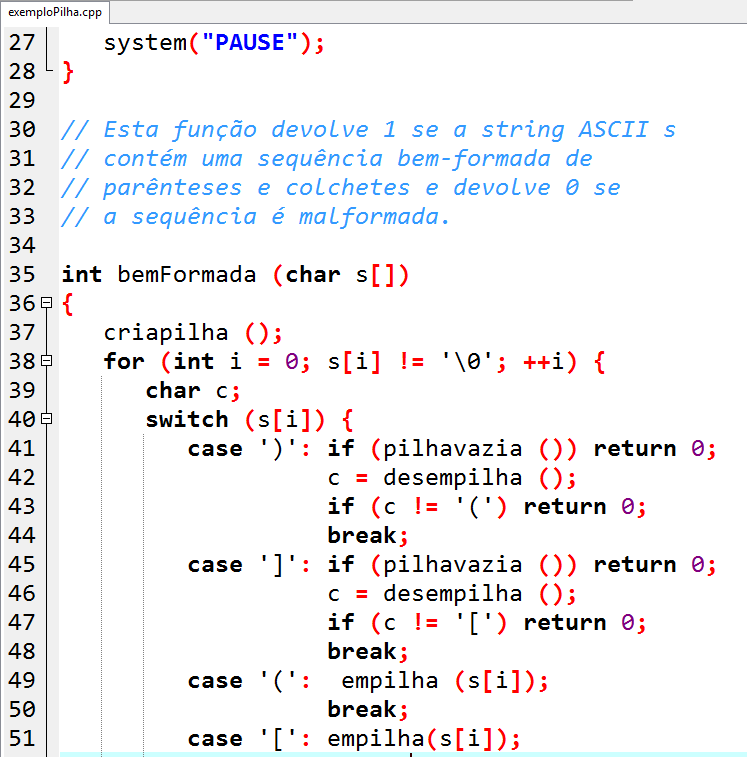 exemploPilha.cpp
27 system("PAUSE");
28 }
29
30 // Esta função devolve 1 se a string ASCII s
31 // contém uma sequência bem-formada de
32 // parênteses e colchetes e devolve 0 se
33 // a sequência é malformada.
34
35 int bemFormada (char s[])
36 {
37 criapilha ();
38 for (int i = 0; s[i] != '\0'; ++i) {
39 char c;
40 switch (s[i]) {
41 case ')': if (pilhavazia ()) return 0;
42 c = desempilha ();
43 if (c != '(') return 0;
44 break;
45 case ']': if (pilhavazia ()) return 0;
46 c = desempilha ();
47 if (c != '[') return 0;
48 break;
49 case '(':  empilha (s[i]);
50 break;
51 case '[': empilha(s[i]);